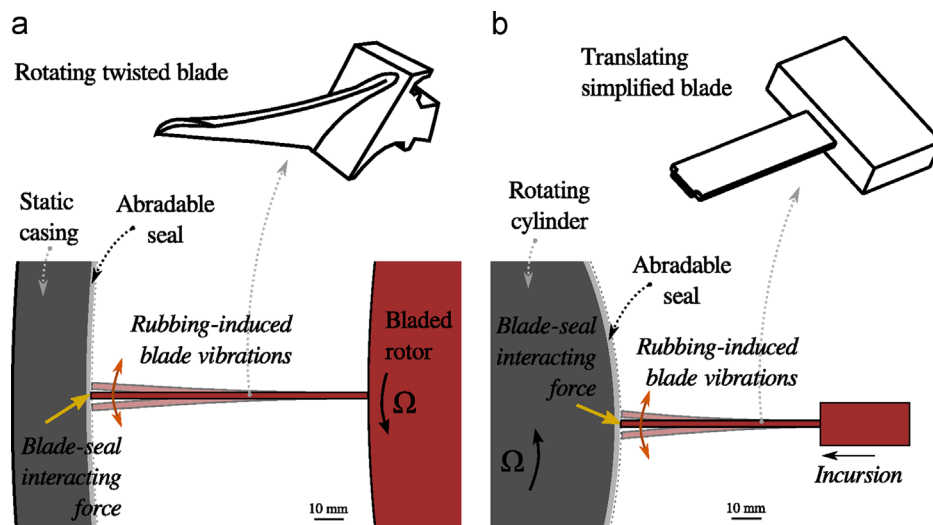 a
Rotating twisted blade
Static
casing
Abradable
seal
Rubbing-induced
blade vibrations
Bladed
rotor
Ω
Blade-seal
interacting
force
10 mm
b
Translating
simplified blade
Rotating
cylinder
Abradable
seal
Blade-seal
interacting
force
Rubbing-induced
blade vibrations
Ω
Incursion
10 mm